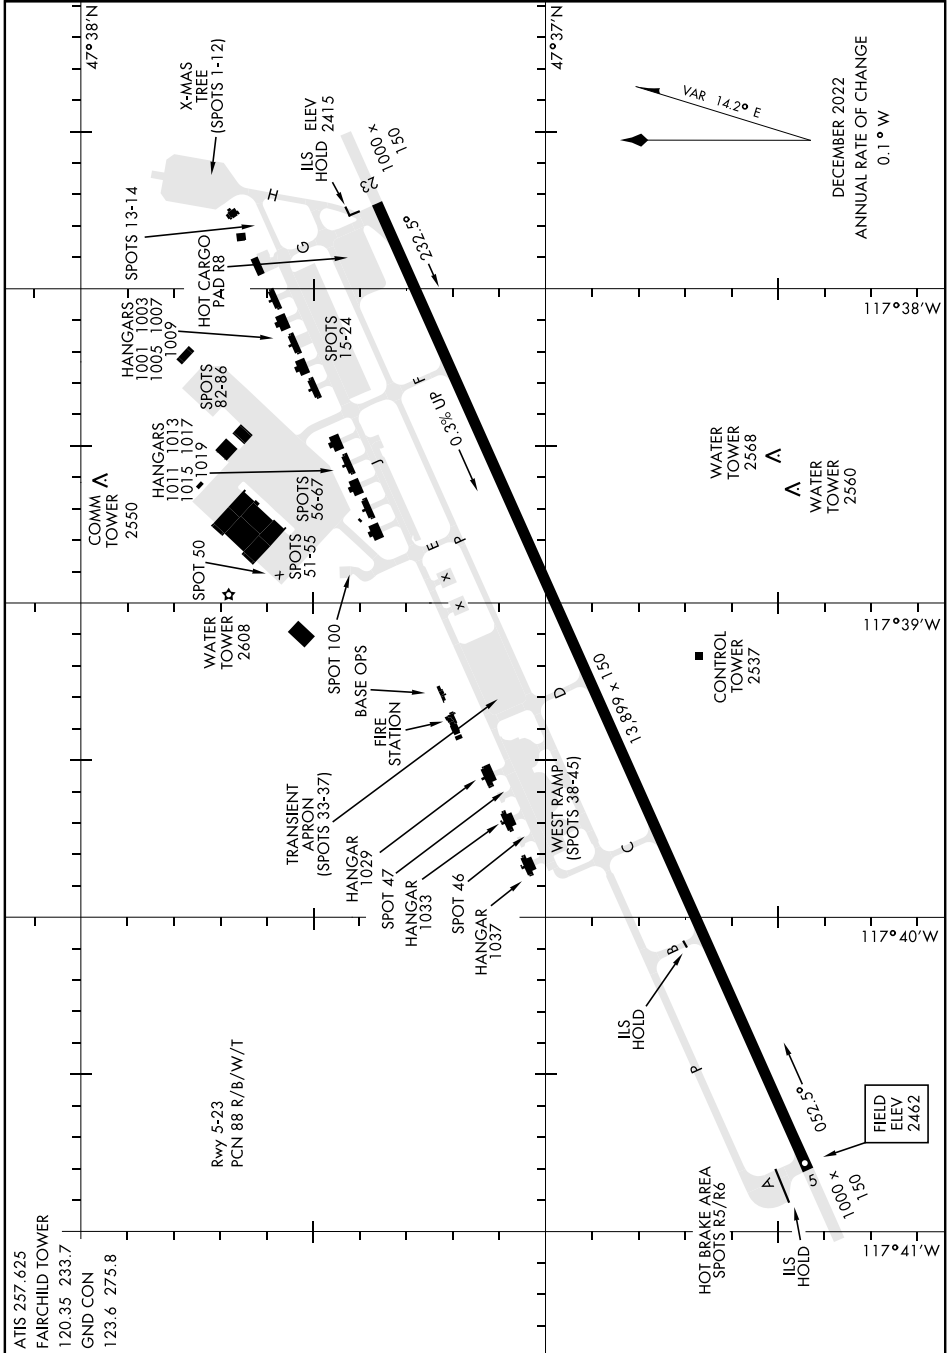 ATIS 257.625
FAIRCHILD TOWER
120.35 233.7
GND CON
123.6 275.8
Rwy 5-23
PCN 88 R/B/W/T
47°38'N
47°37'N
X-MAS
TREE
(SPOTS 1-12)
SPOTS 13-14
HOT CARGO
PAD R8
ILS
HOLD
ELEV
2415
1000 x
150
23
H
G
232.5°
VAR 14.2° E
DECEMBER 2022
ANNUAL RATE OF CHANGE
0.1° W
117°38'W
HANGARS
1001 1003
1005 1007
1009
SPOTS
82-86
SPOTS
15-24
F
0.3% UP
COMM
TOWER
2550
HANGARS
1011 1013
1015 1017
1019
J
SPOTS
56-67
SPOTS
51-55
SPOT 50
E
P
x
x
WATER
TOWER
2568
WATER
TOWER
2560
117°39'W
WATER
TOWER
2608
SPOT 100
BASE OPS
FIRE
STATION
D
13,899 x 150
CONTROL
TOWER
2537
TRANSIENT
APRON
(SPOTS 33-37)
HANGAR
1029
SPOT 47
HANGAR
1033
SPOT 46
HANGAR
1037
WEST RAMP
(SPOTS 38-45)
C
117°40'W
B
ILS
HOLD
P
052.5°
FIELD
ELEV
2462
A
5
1000 x
150
HOT BRAKE AREA
SPOTS R5/R6
ILS
HOLD
117°41'W